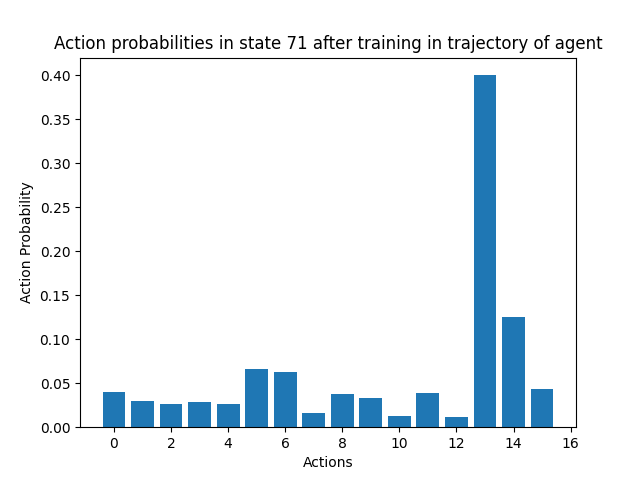 Action probabilities in state 71 after training in trajectory of agent
0.40
0.35
0.30
0.25
0.20
0.15
0.10
0.05
0.00
Action Probability
0 2 4 6 8 10 12 14 16
Actions